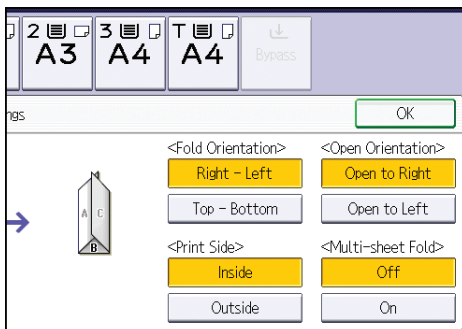 2 3 T
A3 A4 A4 Bypass
ngs OK
<Fold Orientation> <Open Orientation>
Right - Left Open to Right
Top - Bottom Open to Left
A C
B
<Print Side> <Multi-sheet Fold>
Inside Off
Outside On